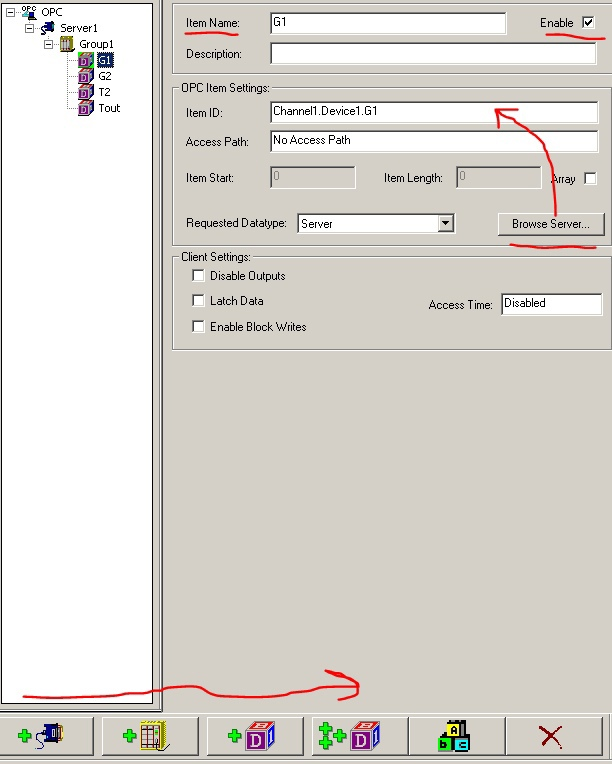 OPC
Server1
Group1
G1
G2
T2
Tout
Item Name: G1 Enable
Description:
OPC Item Settings:
Item ID: Channel1.Device1.G1
Access Path: No Access Path
Item Start: 0 Item Length: 0 Array
Requested Datatype: Server Browse Server...
Client Settings:
Disable Outputs
Latch Data
Access Time: Disabled
Enable Block Writes
D D A b c